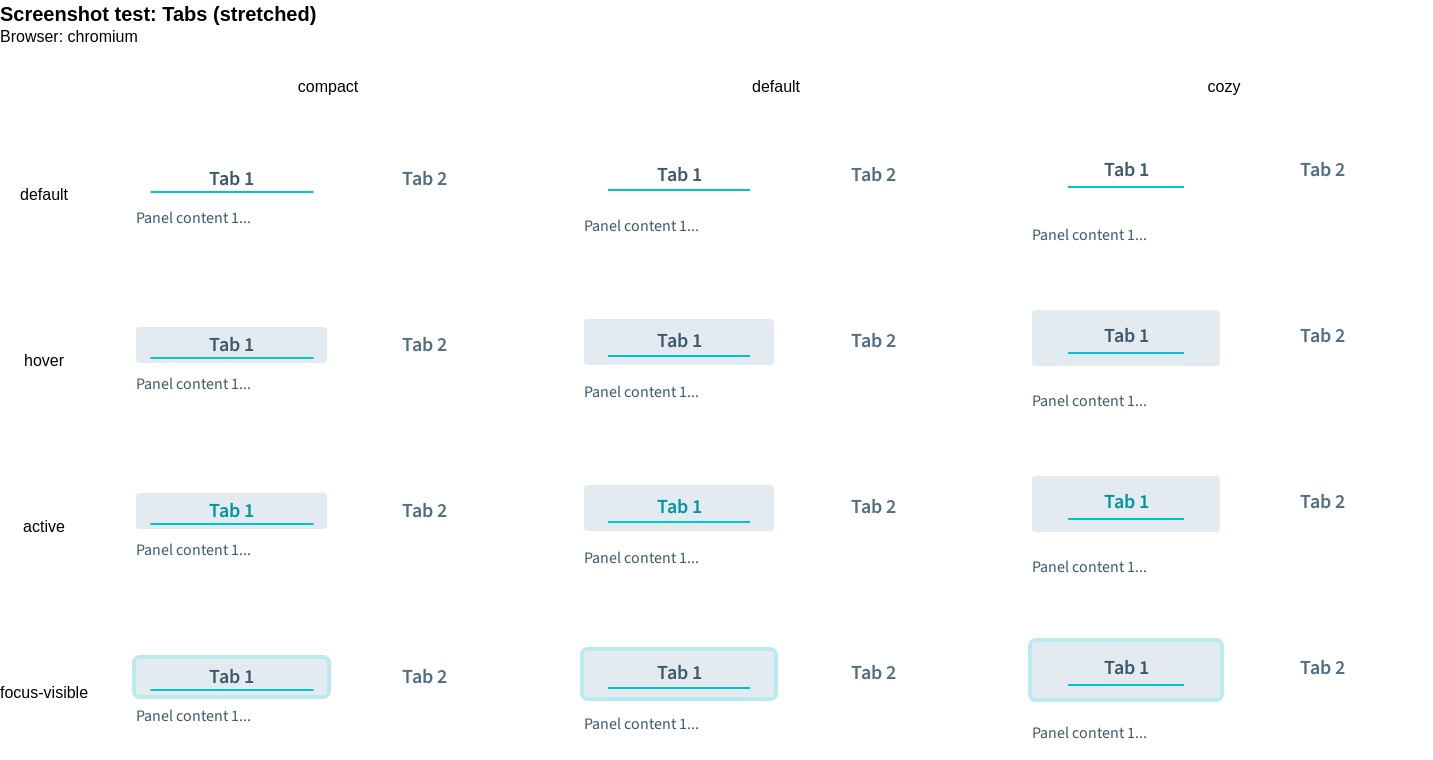 Screenshot test: Tabs (stretched)
Browser: chromium
compact default cozy
default Tab 1 Tab 2 Tab 1 Tab 2 Tab 1 Tab 2
Panel content 1... Panel content 1... Panel content 1...
hover Tab 1 Tab 2 Tab 1 Tab 2 Tab 1 Tab 2
Panel content 1... Panel content 1... Panel content 1...
active Tab 1 Tab 2 Tab 1 Tab 2 Tab 1 Tab 2
Panel content 1... Panel content 1... Panel content 1...
focus-visible Tab 1 Tab 2 Tab 1 Tab 2 Tab 1 Tab 2
Panel content 1... Panel content 1... Panel content 1...